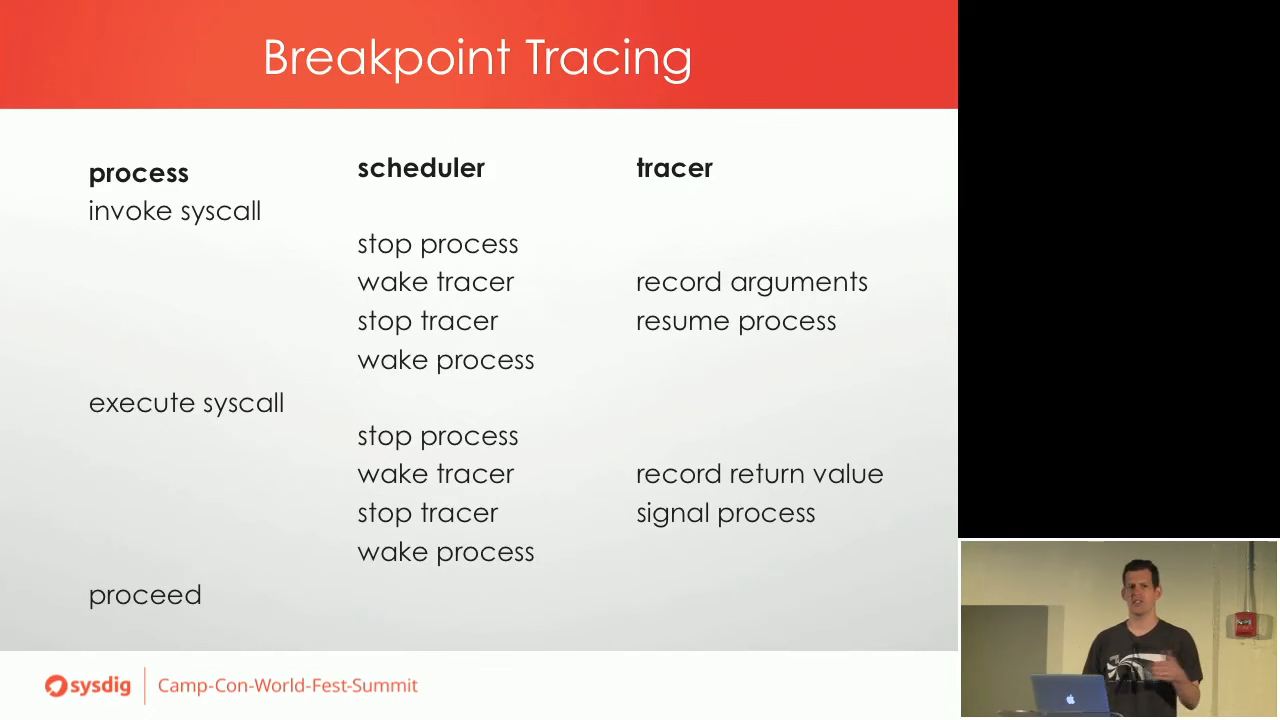 Breakpoint Tracing
process
scheduler
tracer
invoke syscall
stop process
wake tracer
record arguments
stop tracer
resume process
wake process
execute syscall
stop process
wake tracer
record return value
stop tracer
signal process
wake process
proceed
sysdig
Camp-Con-World-Fest-Summit